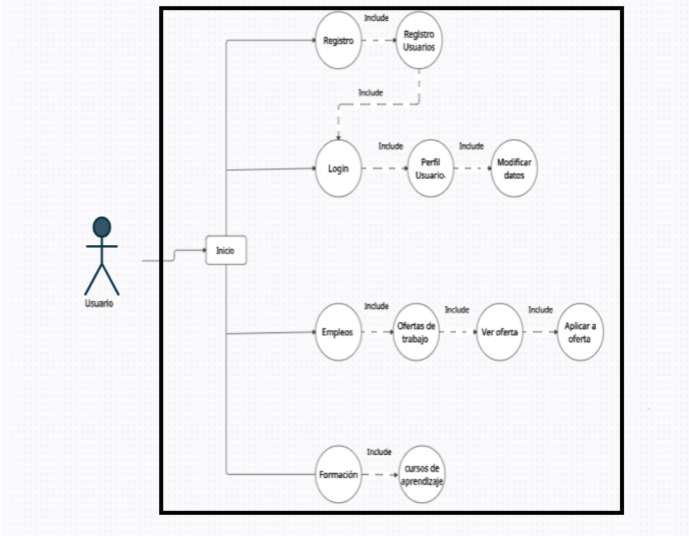 Include
Registro
Registro
Usuarios
Include
Include
Include
Login
Perfil
Usuario.
Modificar
datos
Inicio
Usuario
Include
Include
Include
Empleos
Ofertas de
trabajo
Ver oferta
Aplicar a
oferta
Include
Formación
cursos de
aprendizaje